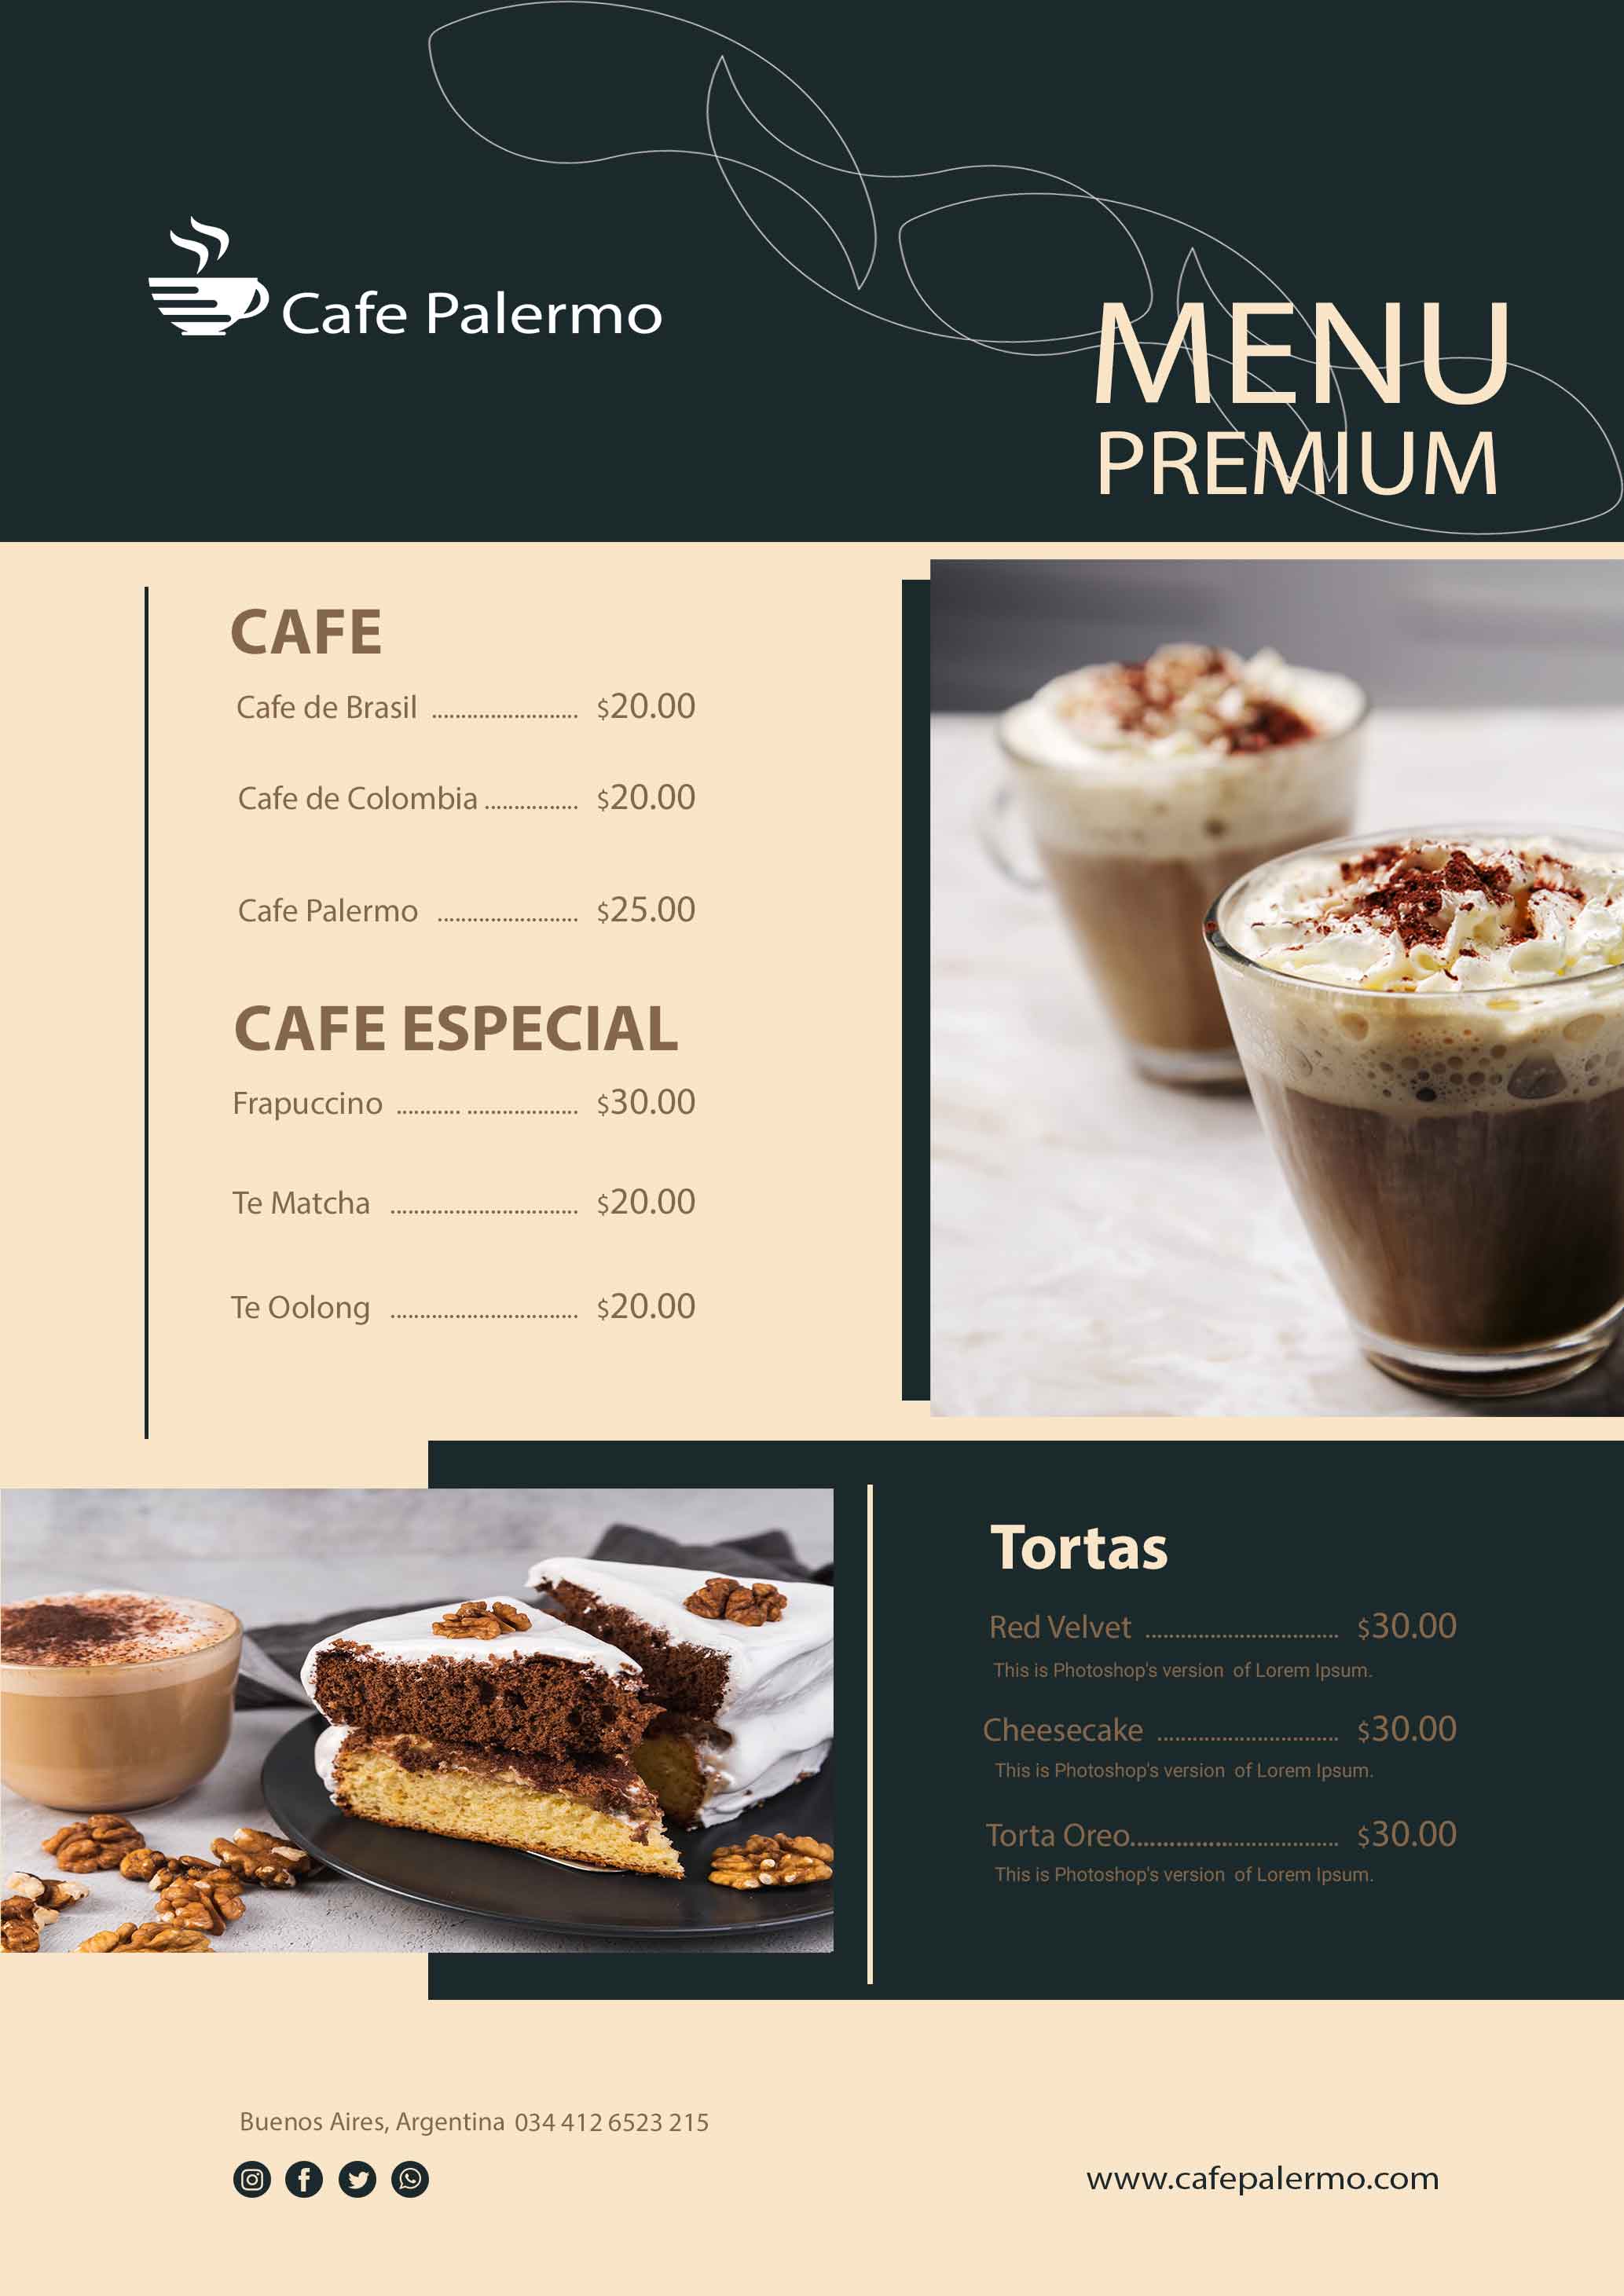 Cafe Palermo
MENU
PREMIUM
CAFE
Cafe de Brasil ......................... $20.00
Cafe de Colombia ................ $20.00
Cafe Palermo ........................ $25.00
CAFE ESPECIAL
Frapuccino ........... ................... $30.00
Te Matcha ................................ $20.00
Te Oolong ................................ $20.00
Tortas
Red Velvet ................................. $30.00
This is Photoshop's version of Lorem Ipsum.
Cheesecake ............................... $30.00
This is Photoshop's version of Lorem Ipsum.
Torta Oreo.................................... $30.00
This is Photoshop's version of Lorem Ipsum.
Buenos Aires, Argentina 034 412 6523 215
www.cafepalermo.com